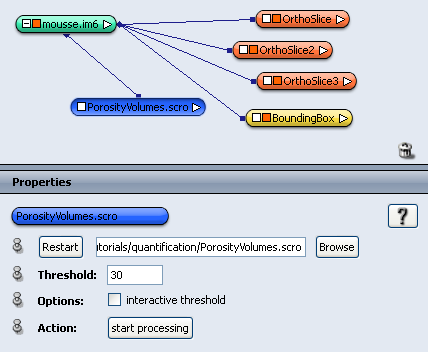 mousse.im6
OrthoSlice
OrthoSlice2
OrthoSlice3
PorosityVolumes.scro
BoundingBox
Properties
PorosityVolumes.scro
?
Restart itorials/quantification/PorosityVolumes.scro Browse
Threshold: 30
Options: interactive threshold
Action: start processing